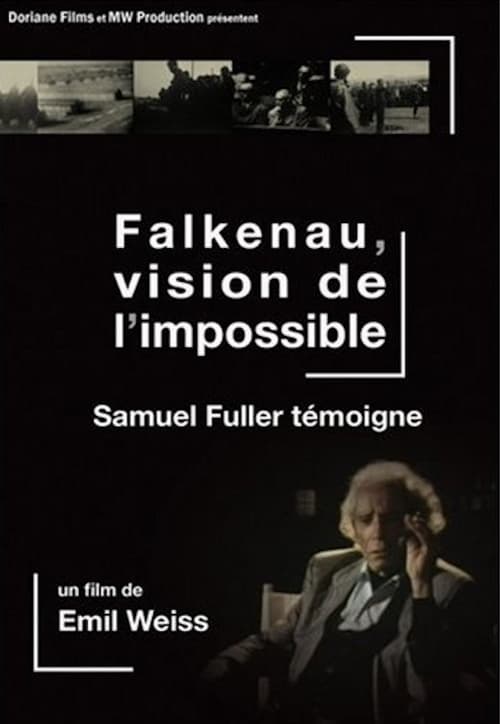 Doriane Films et MW Production présentent
Falkenau,
vision de
l'impossible
Samuel Fuller témoigne
un film de
Emil Weiss